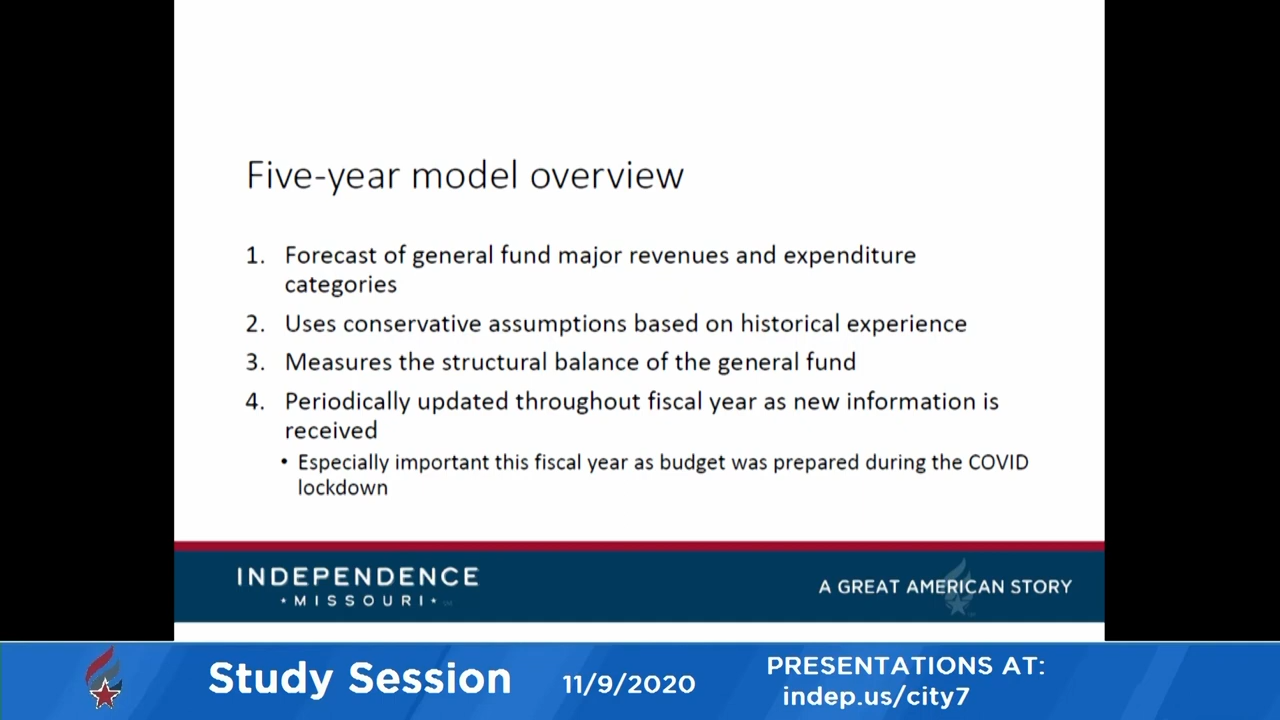 Five-year model overview
1. Forecast of general fund major revenues and expenditure
categories
2. Uses conservative assumptions based on historical experience
3. Measures the structural balance of the general fund
4. Periodically updated throughout fiscal year as new information is
received
• Especially important this fiscal year as budget was prepared during the COVID
lockdown
INDEPENDENCE
• MISSOURI •
A GREAT AMERICAN STORY
Study Session
11/9/2020
PRESENTATIONS AT:
indep.us/city7